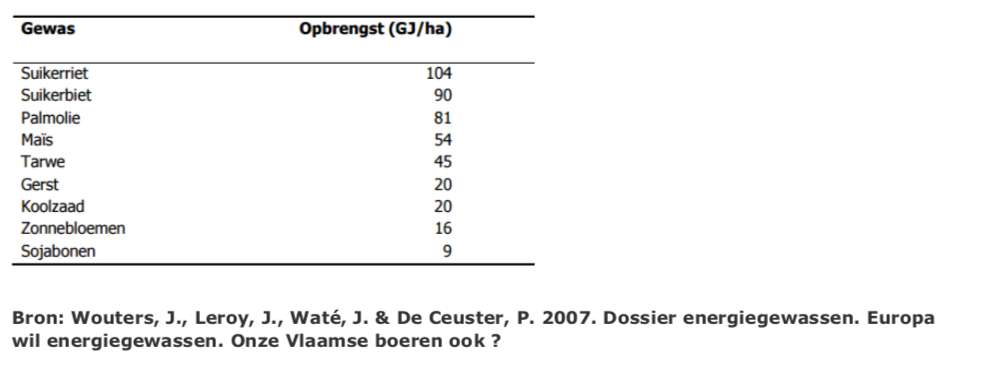 Gewas Opbrengst (GJ/ha)
Suikerriet 104
Suikerbiet 90
Palmolie 81
Maïs 54
Tarwe 45
Gerst 20
Koolzaad 20
Zonnebloemen 16
Sojabonen 9
Bron: Wouters, J., Leroy, J., Waté, J. & De Ceuster, P. 2007. Dossier energiegewassen. Europa
wil energiegewassen. Onze Vlaamse boeren ook ?